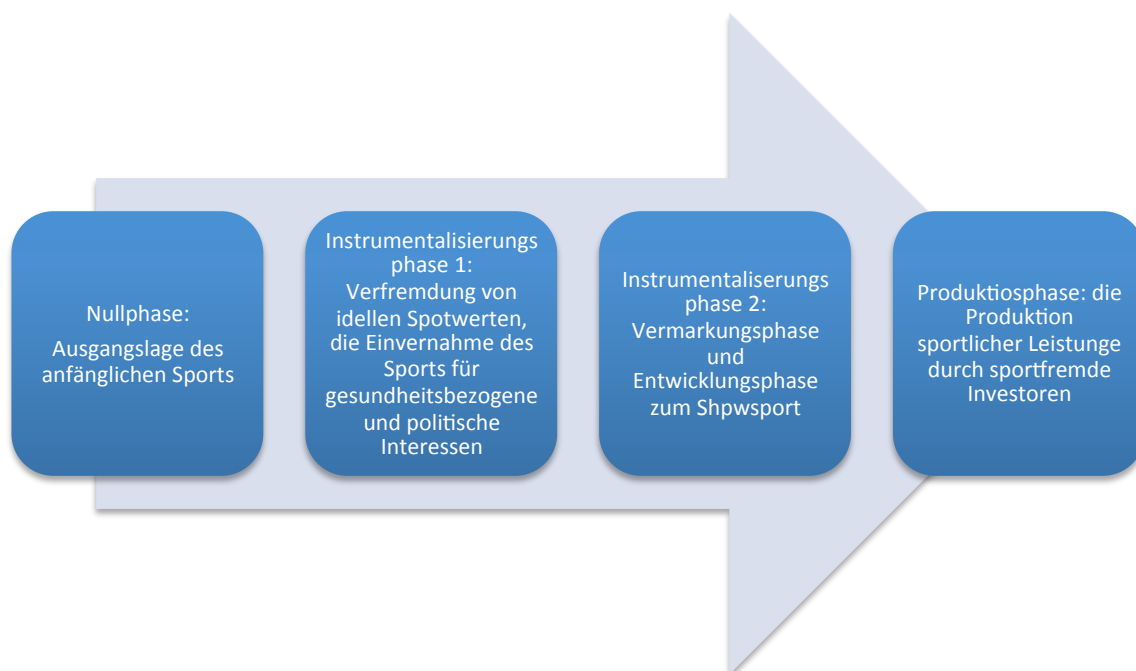 Nullphase:
Ausgangslage des
anfänglichen Sports
Instrumentalisierungs
phase 1:
Verfremdung von
idellen Spotwerten,
die Einvernahme des
Sports für
gesundheitsbezogene
und politische
Interessen
Instrumentaliserungs
phase 2:
Vermarkungsphase
und
Entwicklungsphase
zum Shpwsport
Produktiosphase: die
Produktion
sportlicher Leistunge
durch sportfremde
Investoren